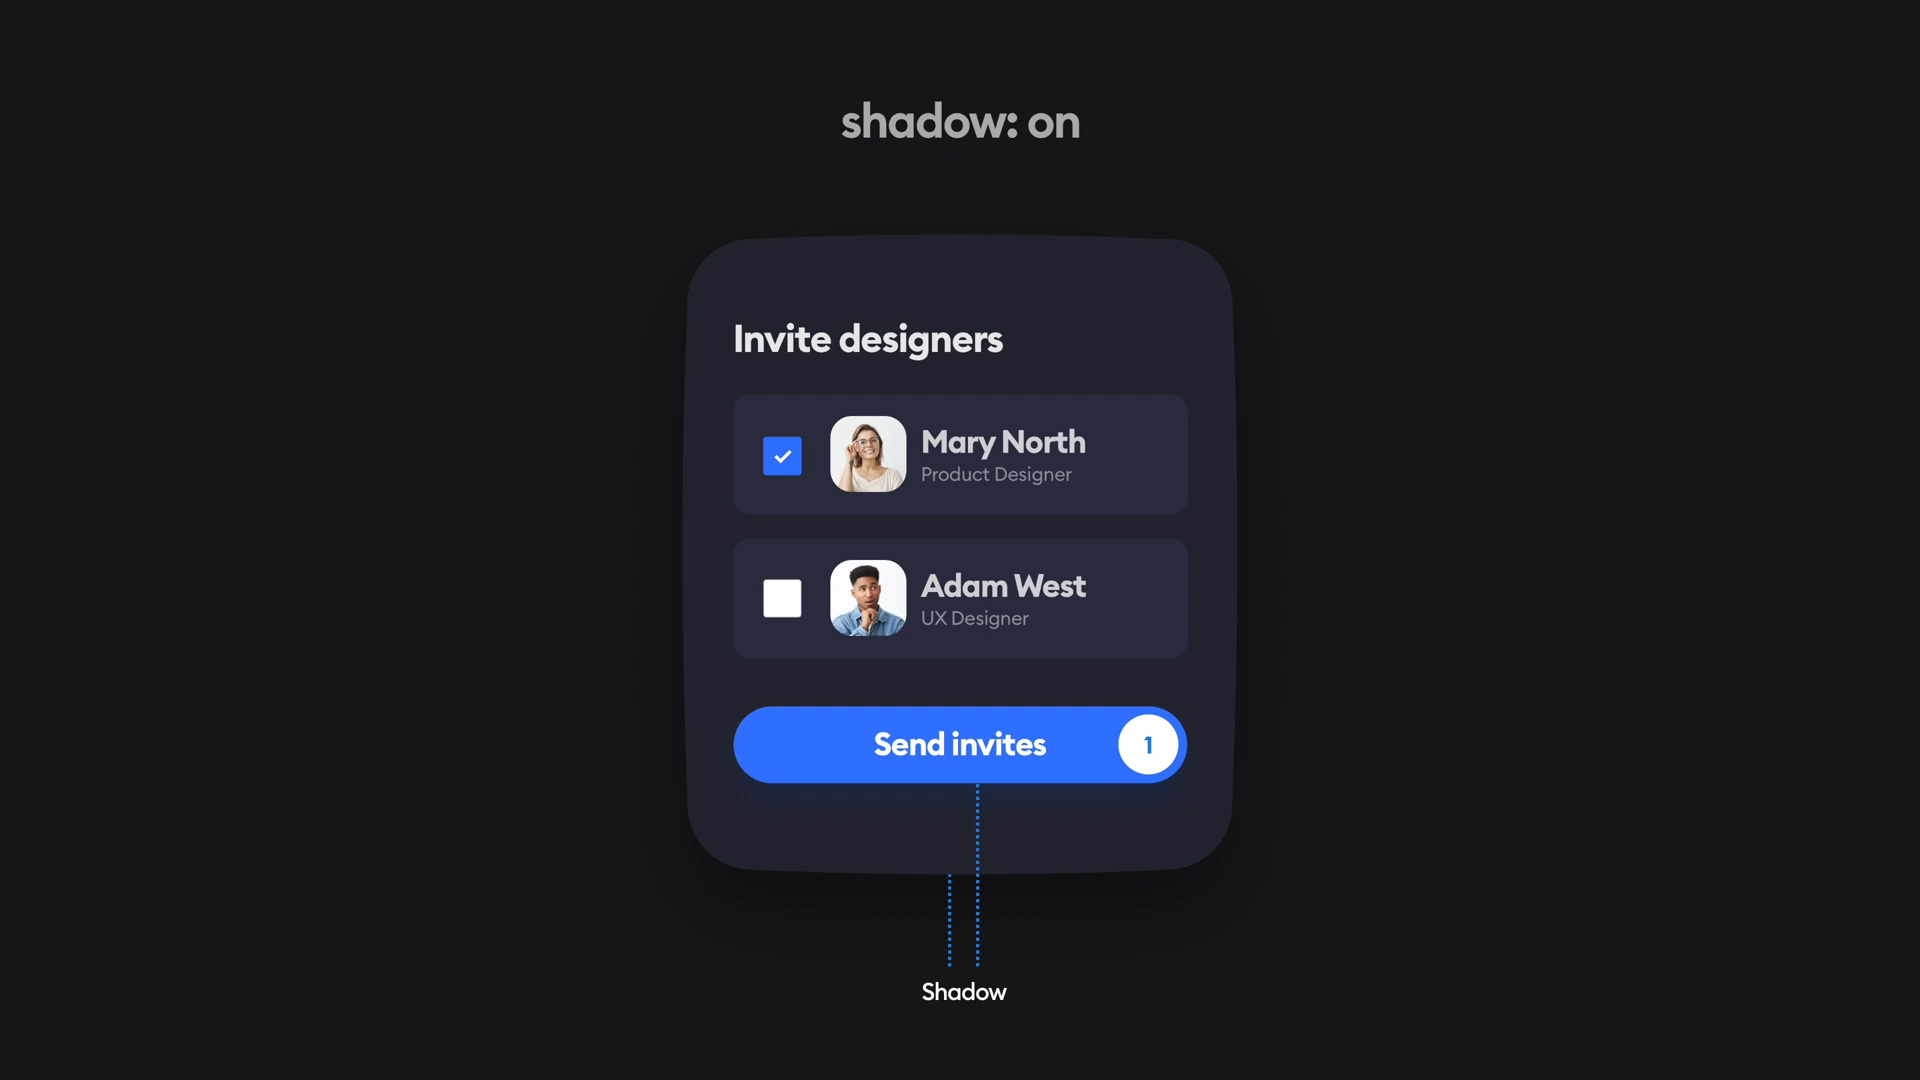 shadow: on
Invite designers
Mary North
Product Designer
Adam West
UX Designer
Send invites
1
Shadow